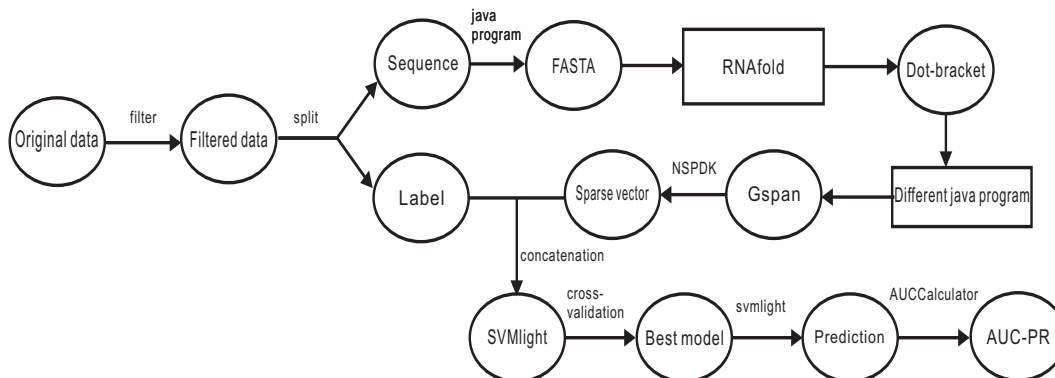 java
program
Sequence
FASTA
RNAfold
Dot-bracket
Original data
filter
Filtered data
split
Label
Sparse vector
NSPDK
Gspan
Different java program
concatenation
SVMlight
cross-
validation
Best model
svmlight
Prediction
AUCCalculator
AUC-PR